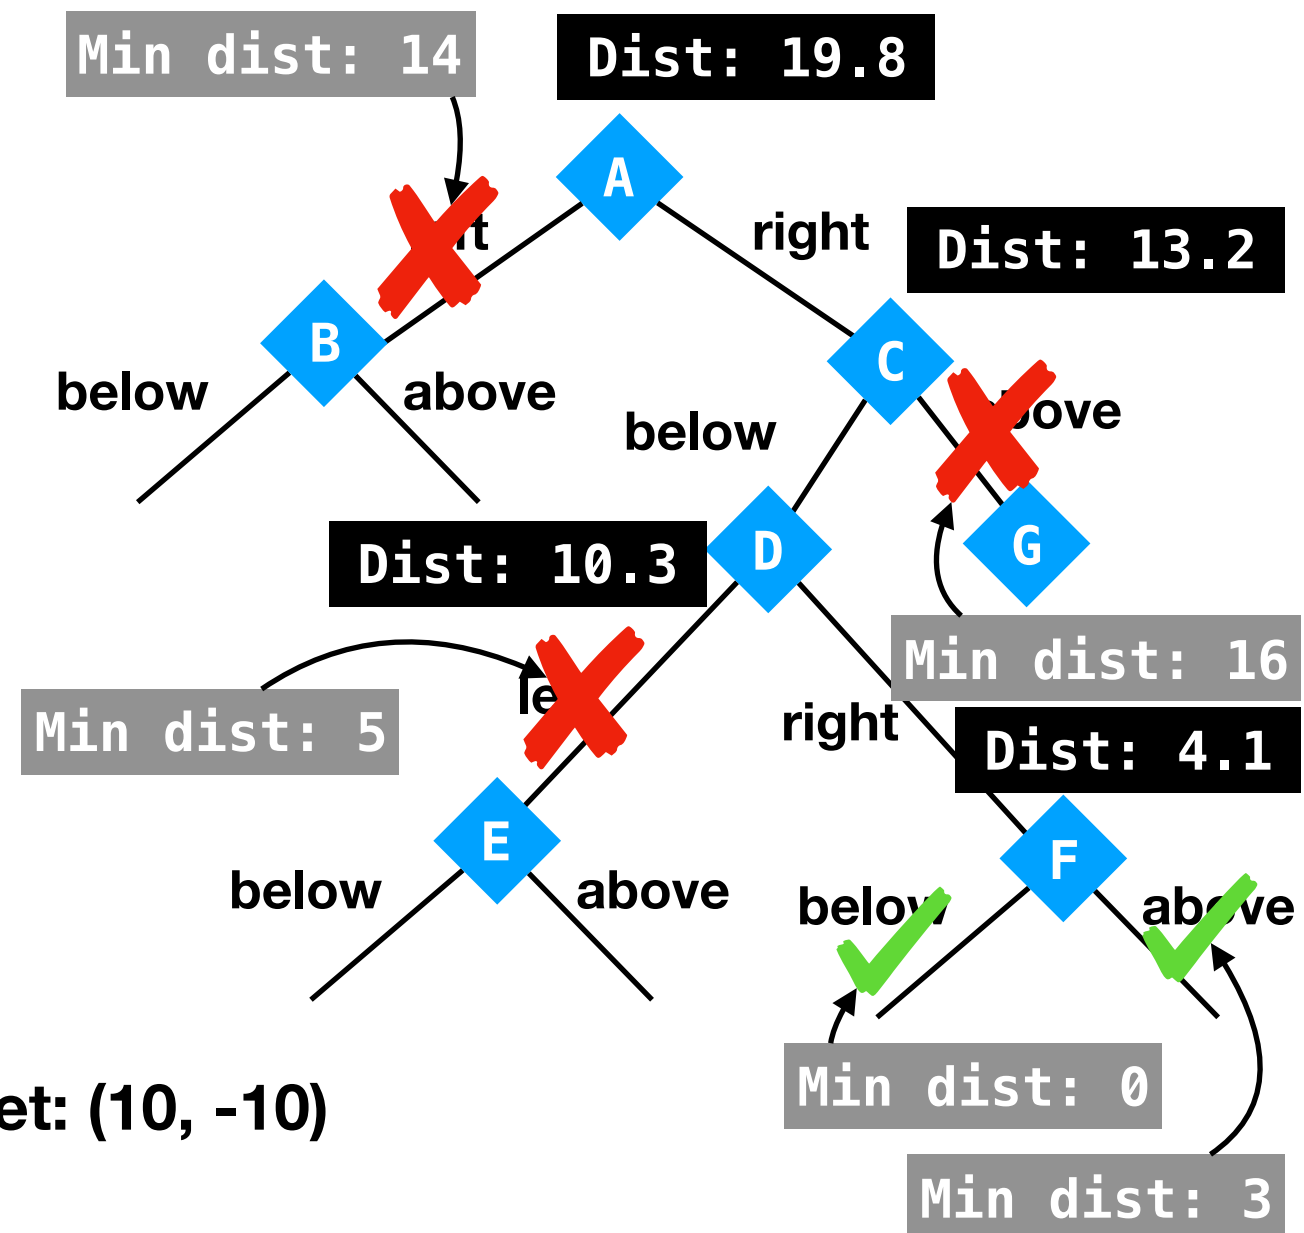 Min dist: 14
Dist: 19.8
A
right
Dist: 13.2
B
C
below
above
below
D
G
Dist: 10.3
Min dist: 16
Min dist: 5
right
Dist: 4.1
E
F
below
above
below
above
Min dist: 0
(10, -10)
Min dist: 3